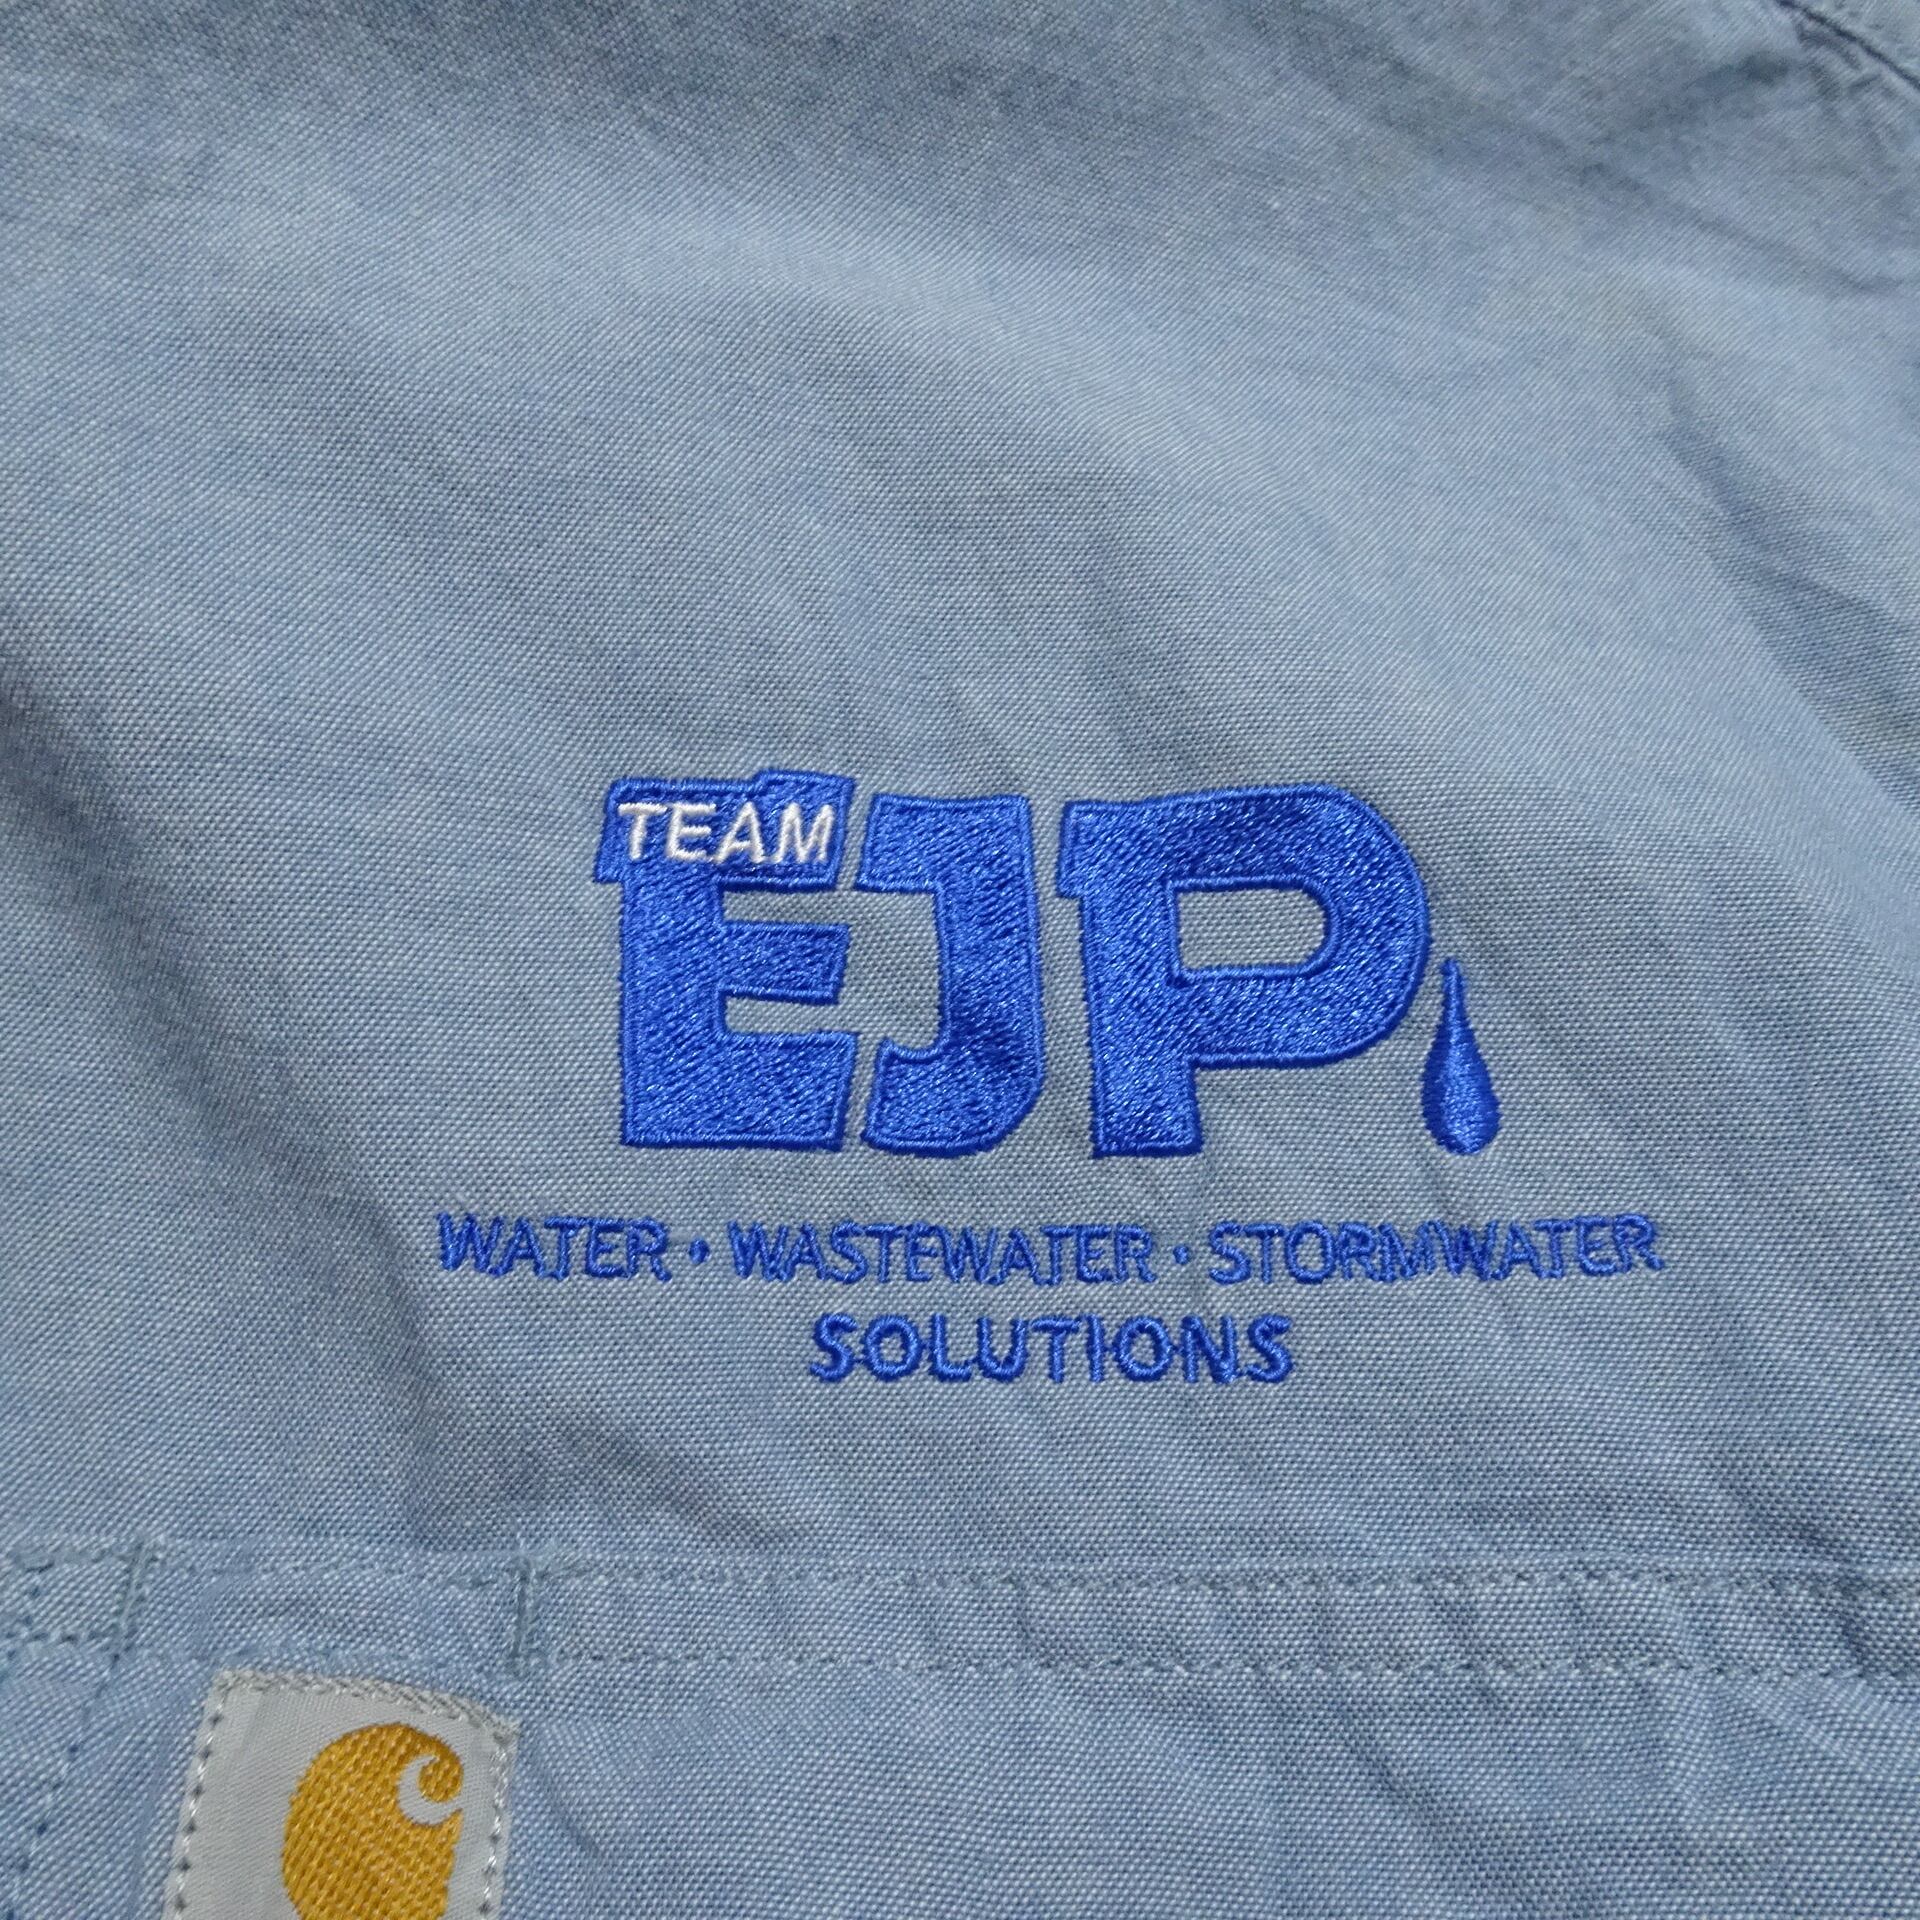 TEAM
EJP
WATER • WASTEWATER • STORMWATER
SOLUTIONS